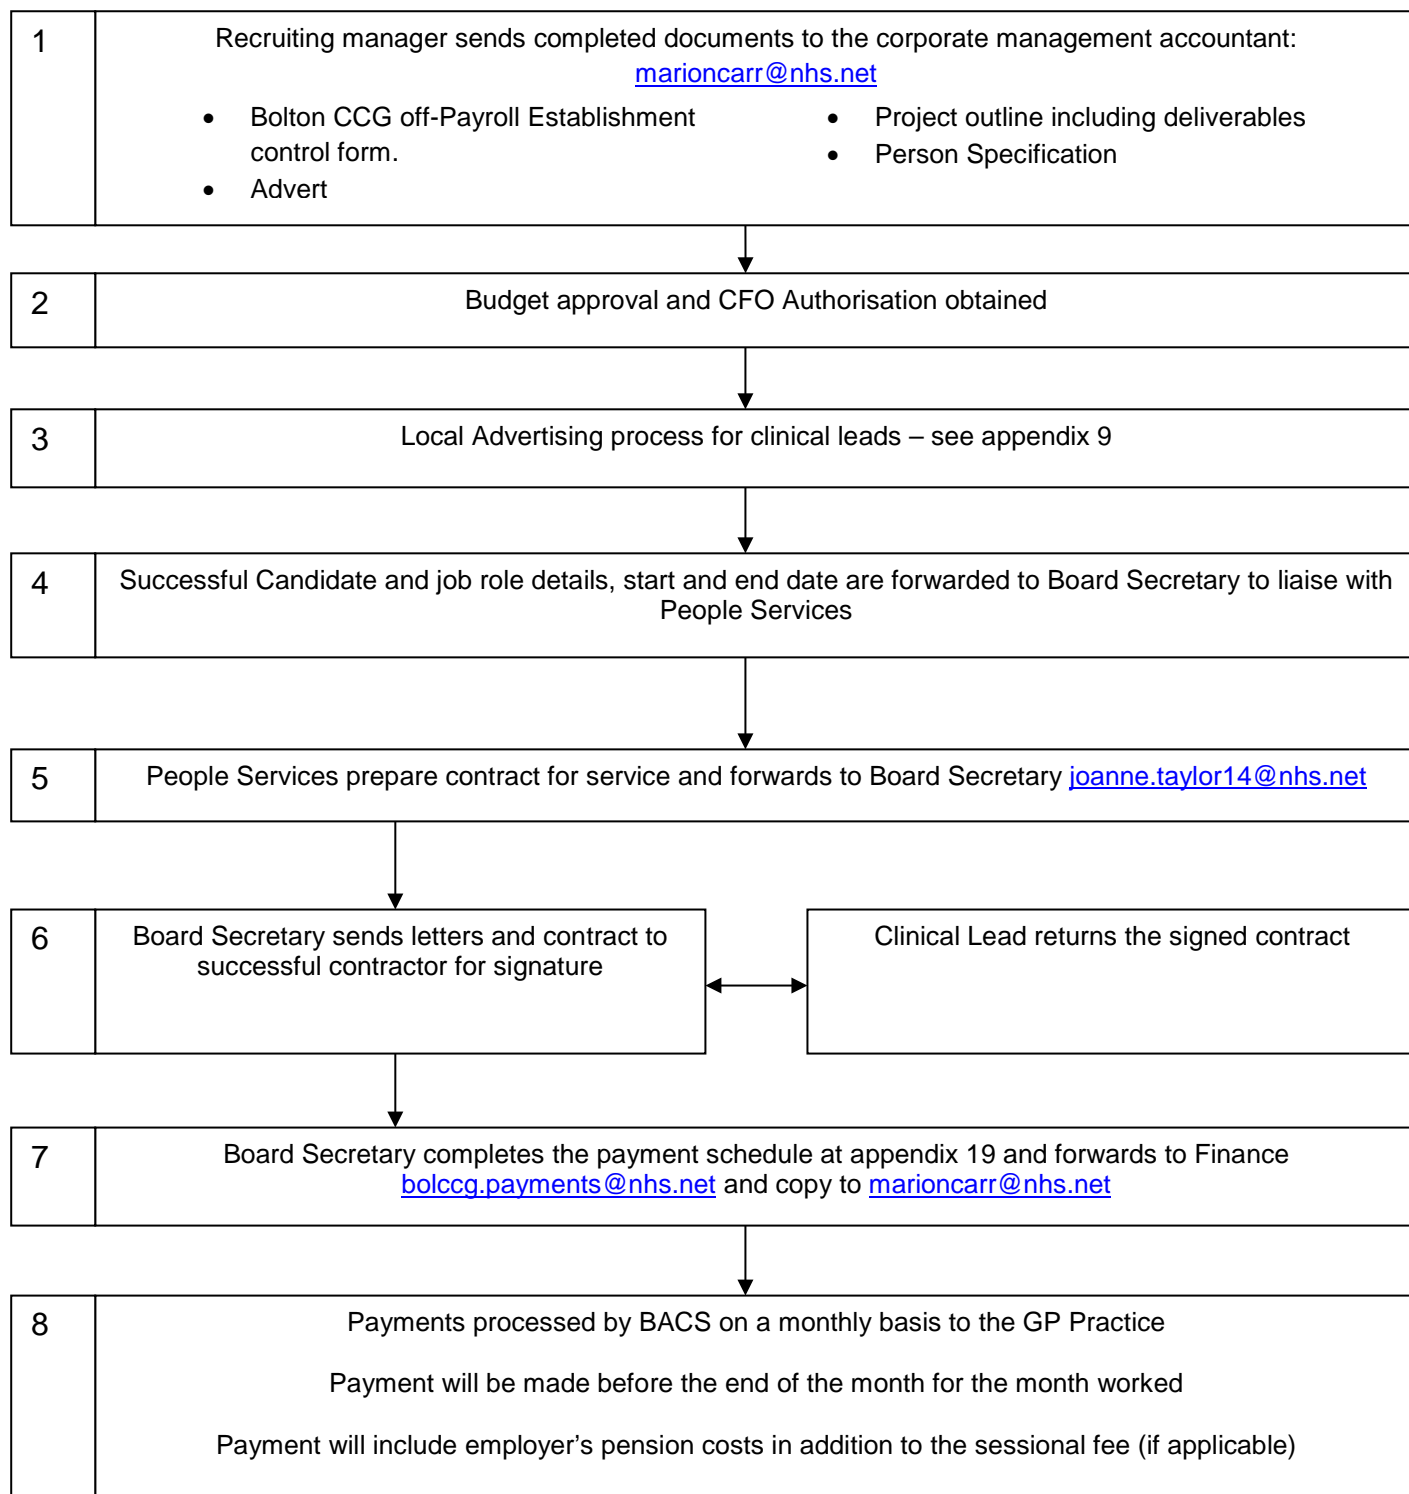 1
Recruiting manager sends completed documents to the corporate management accountant:
marioncarr@nhs.net
• Bolton CCG off-Payroll Establishment
control form.
• Advert
• Project outline including deliverables
• Person Specification
2
Budget approval and CFO Authorisation obtained
3
Local Advertising process for clinical leads – see appendix 9
4
Successful Candidate and job role details, start and end date are forwarded to Board Secretary to liaise with
People Services
5
People Services prepare contract for service and forwards to Board Secretary joanne.taylor14@nhs.net
6
Board Secretary sends letters and contract to
successful contractor for signature
Clinical Lead returns the signed contract
7
Board Secretary completes the payment schedule at appendix 19 and forwards to Finance
bolccg.payments@nhs.net and copy to marioncarr@nhs.net
8
Payments processed by BACS on a monthly basis to the GP Practice
Payment will be made before the end of the month for the month worked
Payment will include employer's pension costs in addition to the sessional fee (if applicable)